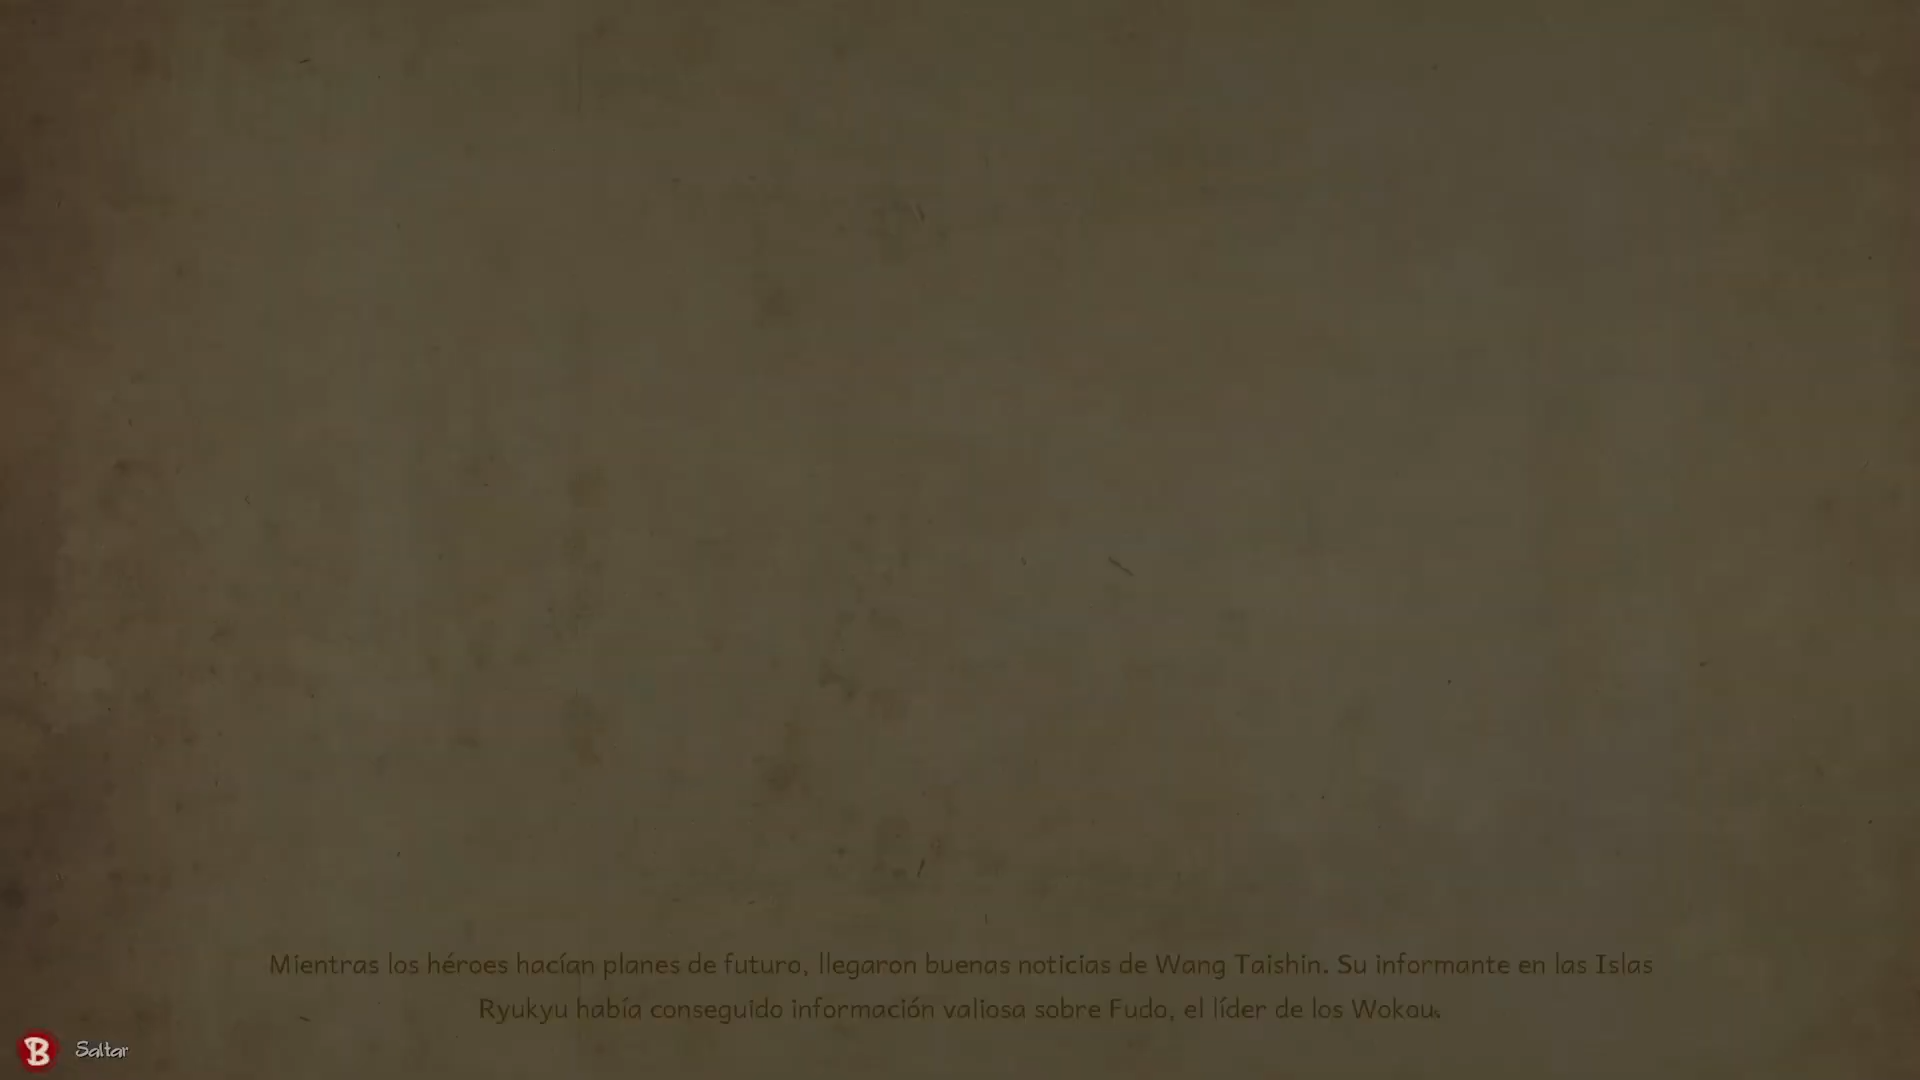 Mientras los héroes hacían planes de futuro, llegaron buenas noticias de Wang Taishin. Su informante en las Islas
Ryukyu había conseguido información valiosa sobre Fudo, el líder de los Wokou.
B Saltar